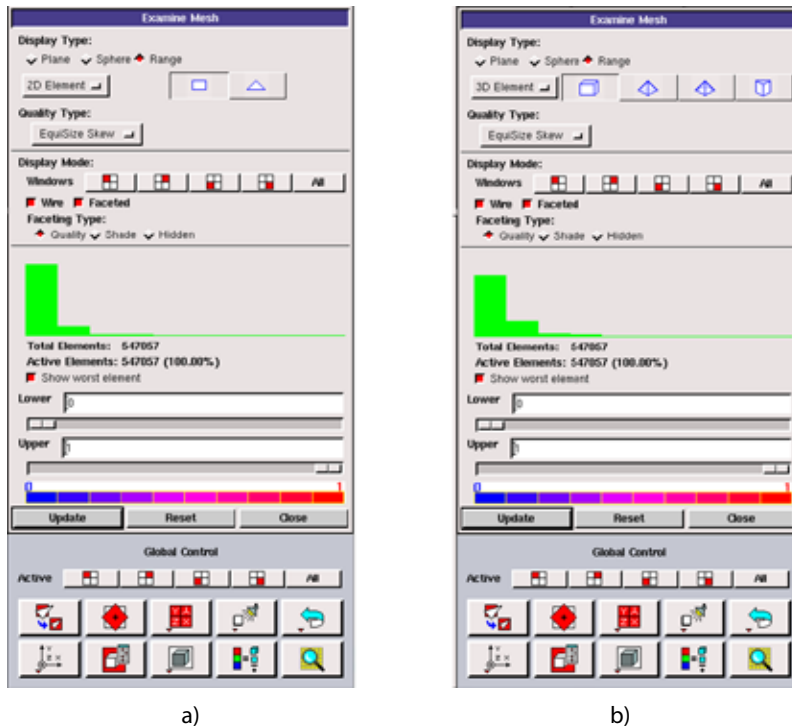 Examine Mesh
Display Type:
Plane Sphere Range
2D Element
Quality Type:
EquiSize Skew
Display Mode:
Windows All
Wire Faceted
Faceting Type:
Quality Shade Hidden
Total Elements: 547057
Active Elements: 547057 (100.00%)
Show worst element
Lower 0
Upper 1
0 1
Update Reset Close
Global Control
Active All
a)
Examine Mesh
Display Type:
Plane Sphere Range
3D Element
Quality Type:
EquiSize Skew
Display Mode:
Windows All
Wire Faceted
Faceting Type:
Quality Shade Hidden
Total Elements: 547057
Active Elements: 547057 (100.00%)
Show worst element
Lower 0
Upper 1
0 1
Update Reset Close
Global Control
Active All
b)